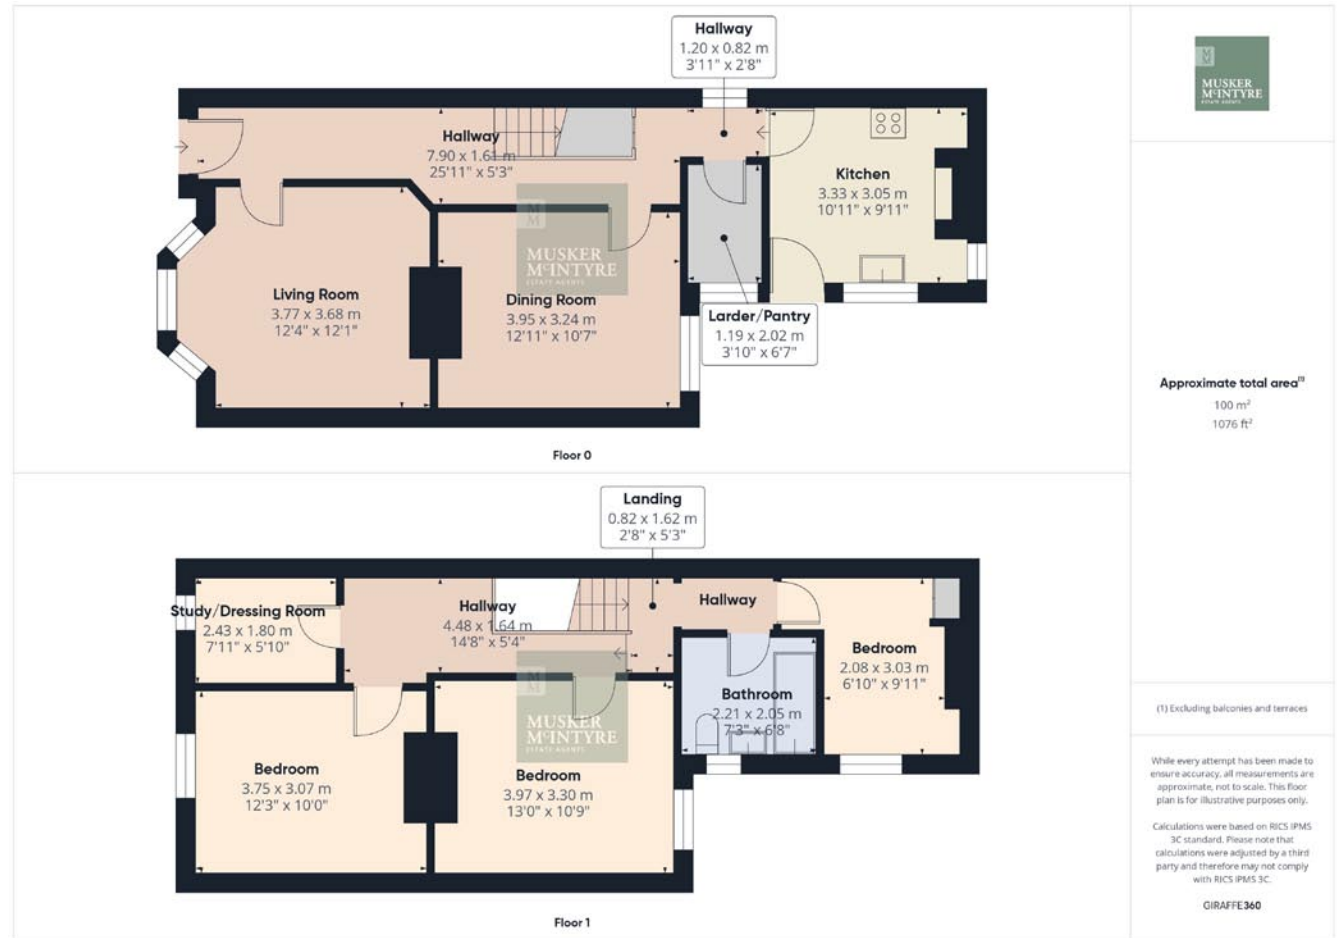 Hallway
1.20 x 0.82 m
3'11" x 2'8"
Hallway
7.90 x 1.61 m
25'11" x 5'3"
Kitchen
3.33 x 3.05 m
10'11" x 9'11"
Living Room
3.77 x 3.68 m
12'4" x 12'1"
Dining Room
3.95 x 3.24 m
12'11" x 10'7"
Larder/Pantry
1.19 x 2.02 m
3'10" x 6'7"
MUSKER
McINTYRE
ESTATE AGENTS
Floor 0
Landing
0.82 x 1.62 m
2'8" x 5'3"
Study/Dressing Room
2.43 x 1.80 m
7'11" x 5'10"
Hallway
4.48 x 1.64 m
14'8" x 5'4"
Hallway
Bedroom
2.08 x 3.03 m
6'10" x 9'11"
Bathroom
2.21 x 2.05 m
7'3" x 6'8"
Bedroom
3.75 x 3.07 m
12'3" x 10'0"
Bedroom
3.97 x 3.30 m
13'0" x 10'9"
MUSKER
McINTYRE
ESTATE AGENTS
Floor 1
MM
MUSKER
McINTYRE
ESTATE AGENTS
Approximate total area(1)
100 m²
1076 ft²
(1) Excluding balconies and terraces
While every attempt has been made to
ensure accuracy, all measurements are
approximate, not to scale. This floor
plan is for illustrative purposes only.
Calculations were based on RICS IPMS
3C standard. Please note that
calculations were adjusted by a third
party and therefore may not comply
with RICS IPMS 3C.
GIRAFFE360